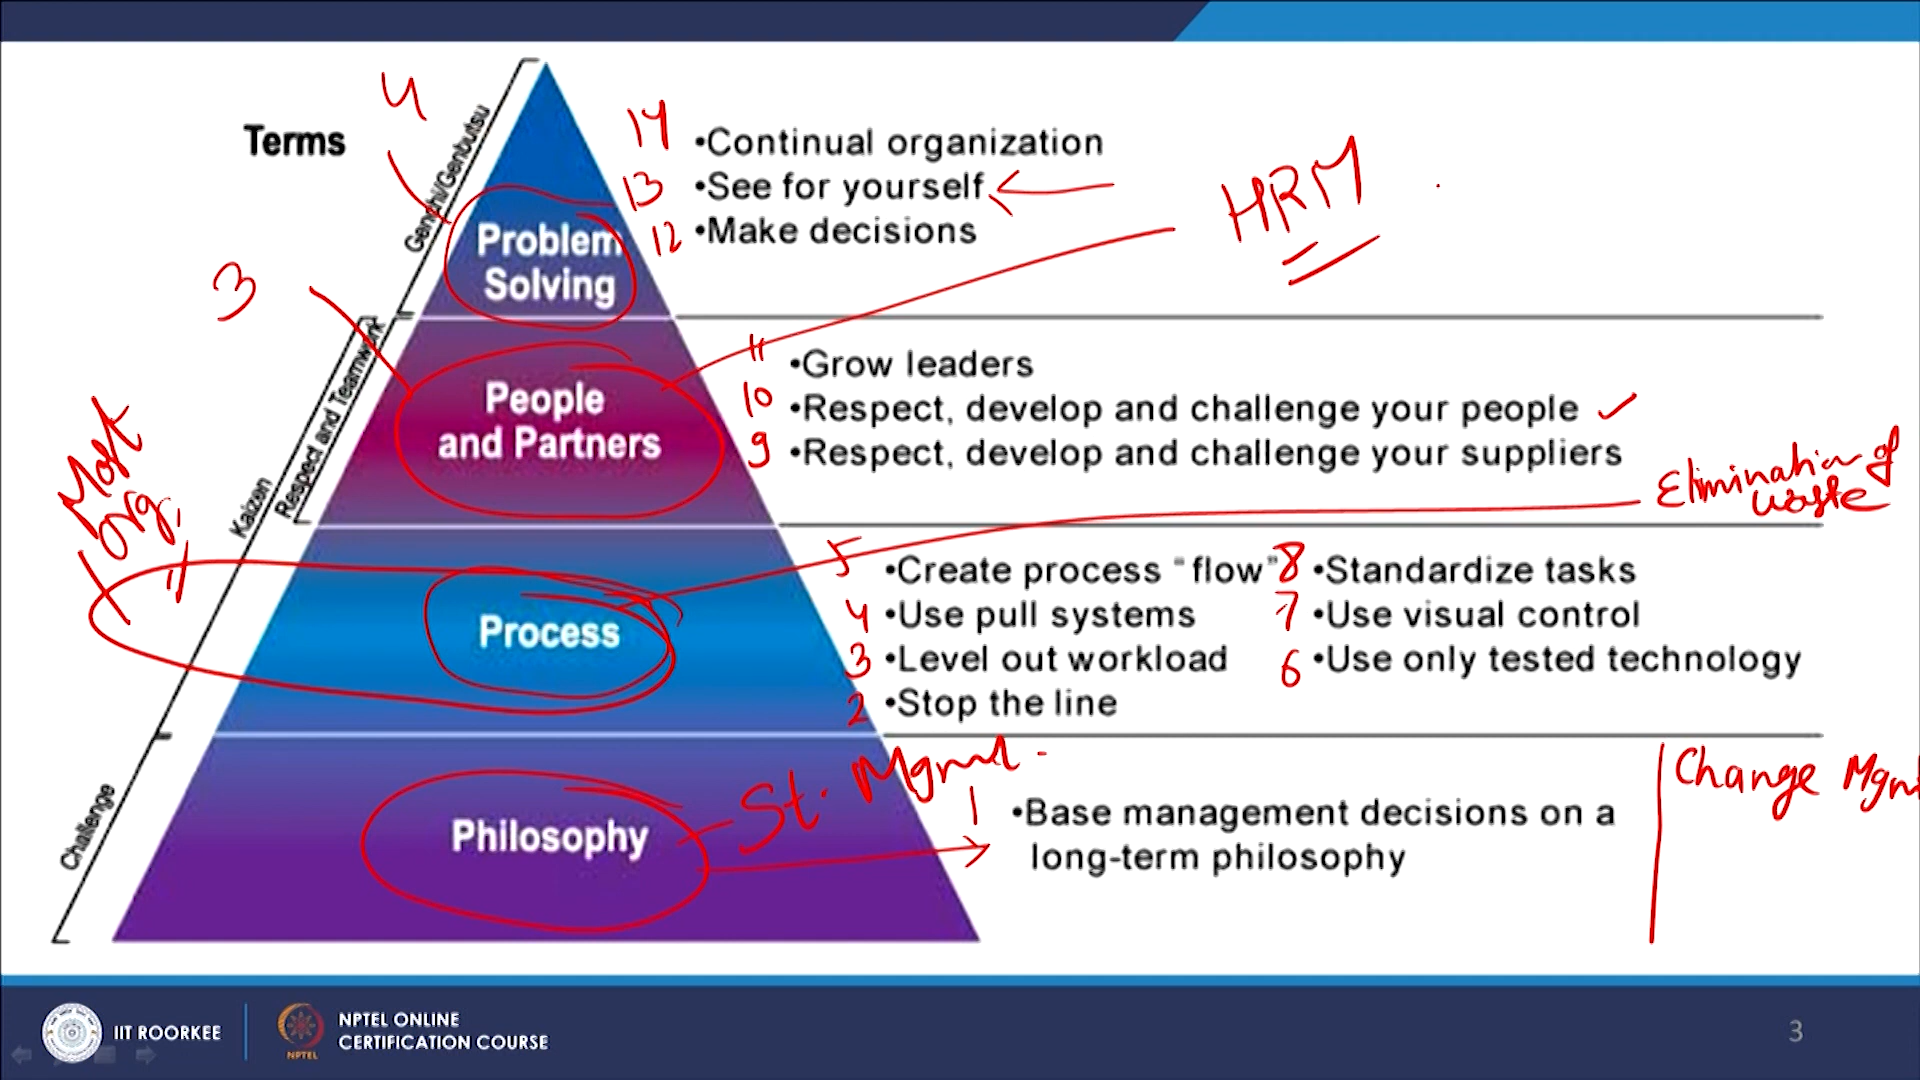 Terms
4
3
Genchi/Genbutsu
Respect and Teamwork
Kaizen
Challenge
Most
Org.
Problem
Solving
14 •Continual organization
13 •See for yourself
12 •Make decisions
HRM
People
and Partners
11 •Grow leaders
10 •Respect, develop and challenge your people
9 •Respect, develop and challenge your suppliers
Elimination of
waste
Process
5 •Create process "flow" 8 •Standardize tasks
4 •Use pull systems 7 •Use visual control
3 •Level out workload 6 •Use only tested technology
2 •Stop the line
Philosophy
St. Mgmt.
1 •Base management decisions on a
long-term philosophy
Change Mgmt
IIT ROORKEE
NPTEL
NPTEL ONLINE
CERTIFICATION COURSE
3